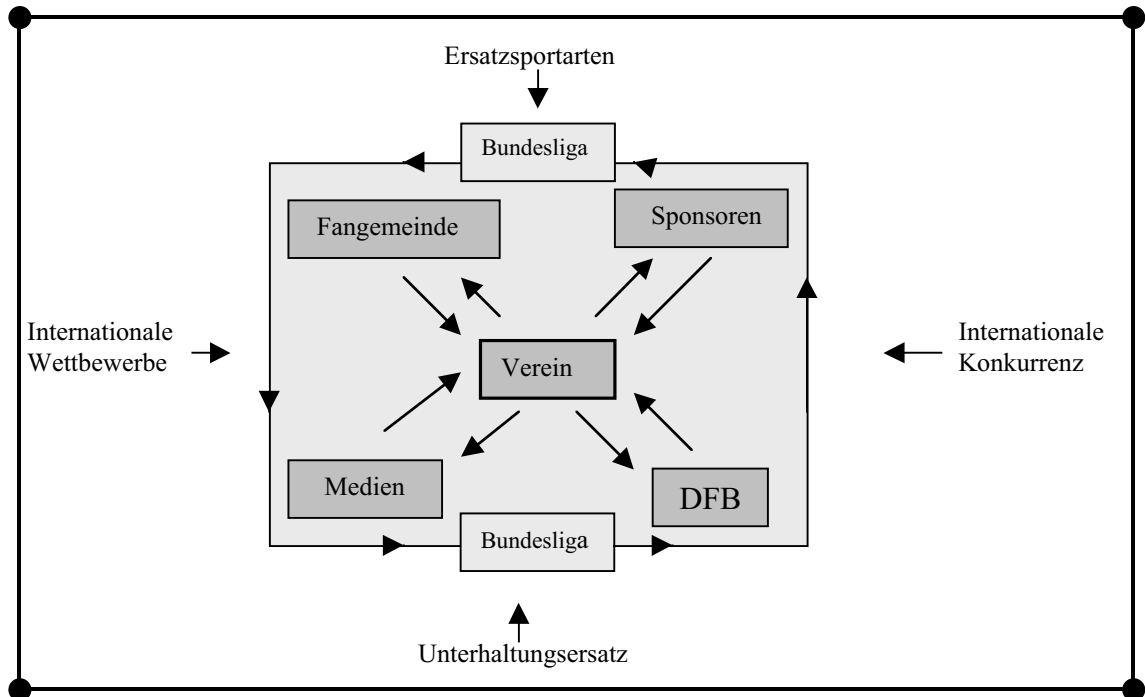 Ersatzsportarten
Bundesliga
Fangemeinde
Sponsoren
Internationale
Wettbewerbe
Verein
Internationale
Konkurrenz
Medien
DFB
Bundesliga
Unterhaltungsersatz